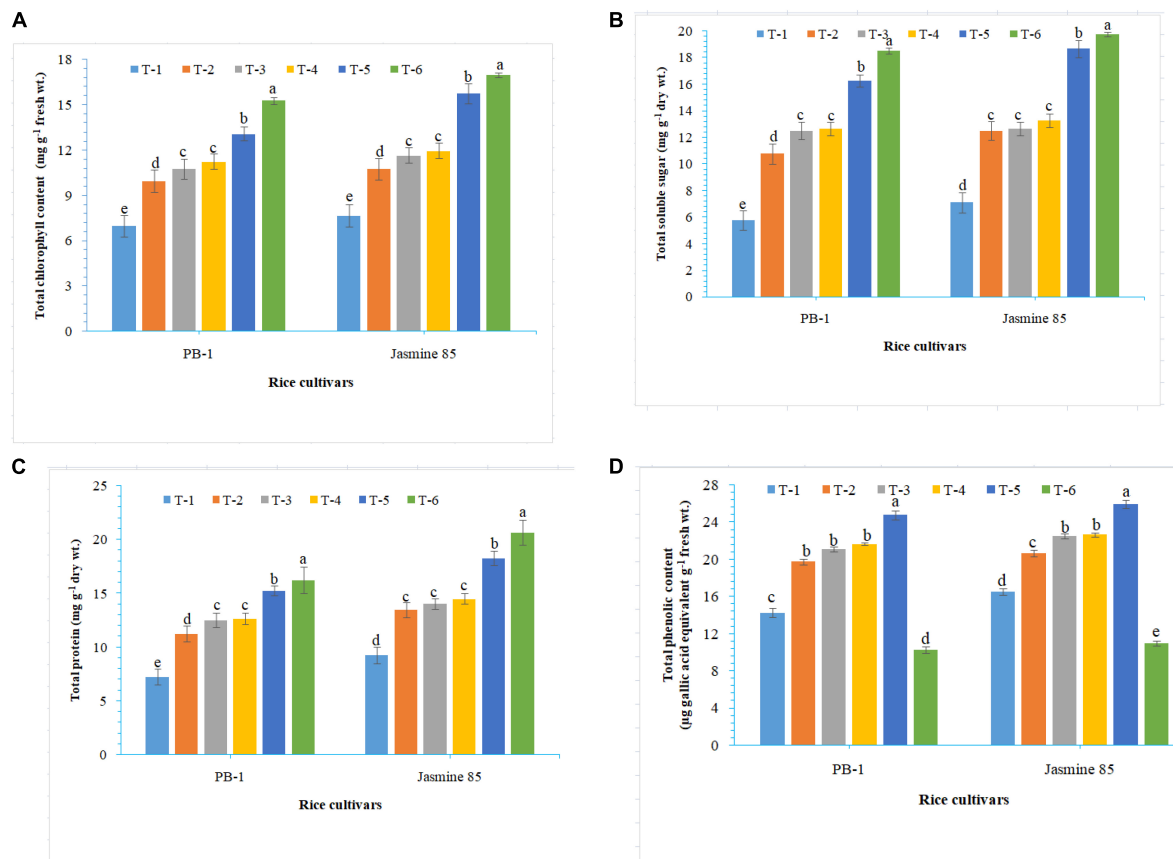 A
T-1 T-2 T-3 T-4 T-5 T-6
Total chlorophyll content (mg g-1 fresh wt.)
18
15
12
9
6
3
0
e d c c b a
e d c c b a
PB-1 Jasmine 85
Rice cultivars
B
T-1 T-2 T-3 T-4 T-5 T-6
Total soluble sugar (mg g-1 dry wt.)
20
18
16
14
12
10
8
6
4
2
0
e d c c b a
d c c c b a
PB-1 Jasmine 85
Rice cultivars
C
T-1 T-2 T-3 T-4 T-5 T-6
Total protein (mg g-1 dry wt.)
25
20
15
10
5
0
e d c c b a
d c c c b a
PB-1 Jasmine 85
Rice cultivars
D
T-1 T-2 T-3 T-4 T-5 T-6
Total phenolic content
(µg gallic acid equivalent g-1 fresh wt.)
28
24
20
16
12
8
4
0
c b b b a d
d c b b a e
PB-1 Jasmine 85
Rice cultivars